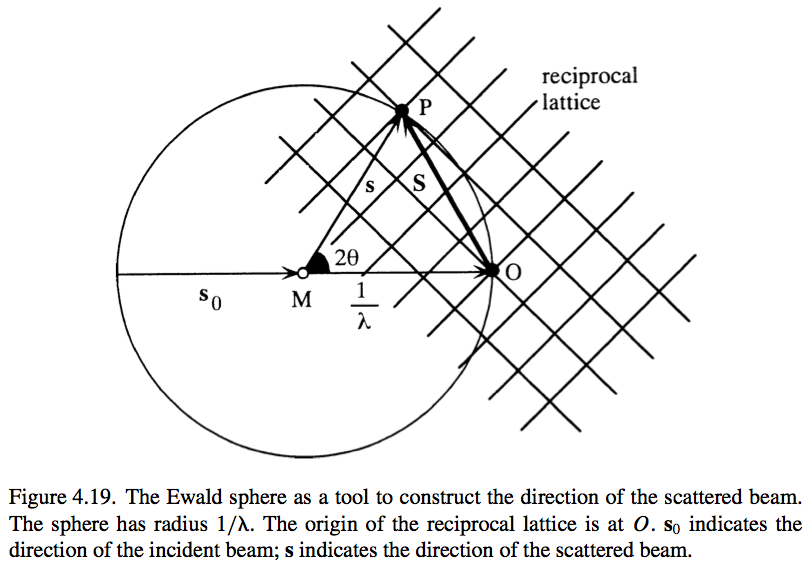 reciprocal
lattice
P
s
S
2θ
O
s0
M
1
λ
Figure 4.19. The Ewald sphere as a tool to construct the direction of the scattered beam.
The sphere has radius 1/λ. The origin of the reciprocal lattice is at O. s0 indicates the
direction of the incident beam; s indicates the direction of the scattered beam.